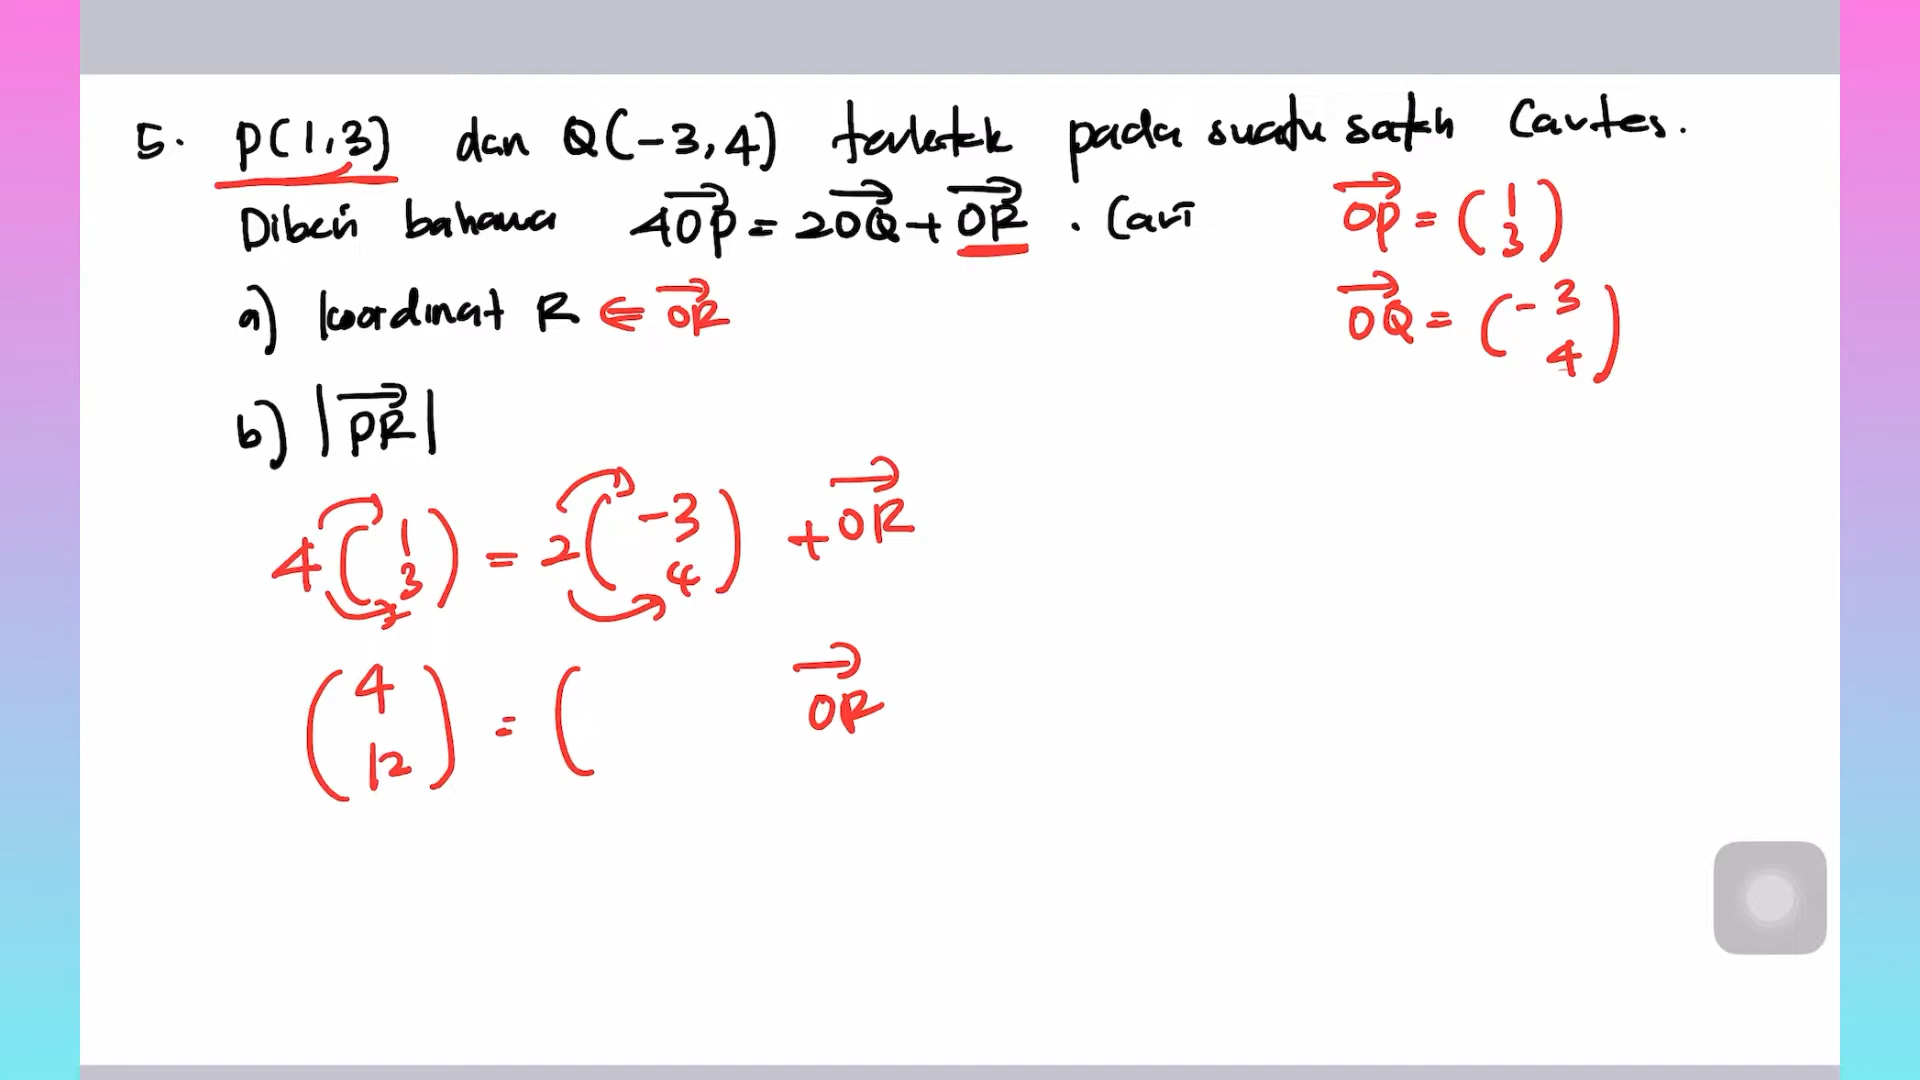 5. P(1,3) dan Q(-3,4) terletak pada suatu satah Cartes.
Diberi bahawa 4OP⃗ = 2OQ⃗ + OR⃗ . Cari
OP⃗ = (1 3)
a) koordinat R ⇐ OR⃗
OQ⃗ = (-3 4)
b) |PR⃗|
4(1 3) = 2(-3 4) + OR⃗
(4 12) = ( OR⃗